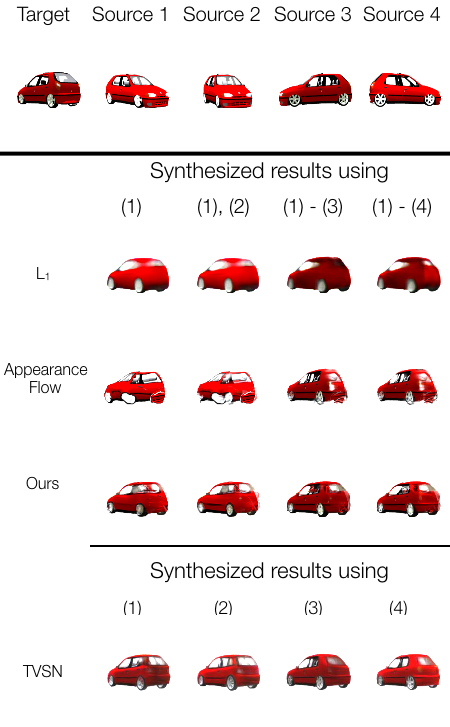 Target Source 1 Source 2 Source 3 Source 4
Synthesized results using
(1) (1), (2) (1) - (3) (1) - (4)
L₁
Appearance
Flow
Ours
Synthesized results using
(1) (2) (3) (4)
TVSN